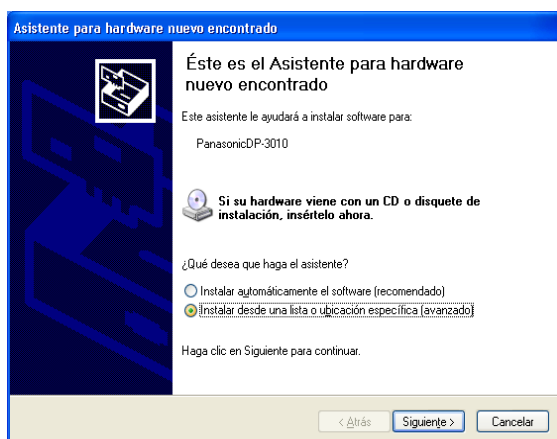 Asistente para hardware nuevo encontrado
Éste es el Asistente para hardware
nuevo encontrado
Este asistente le ayudará a instalar software para:
PanasonicDP-3010
Si su hardware viene con un CD o disquete de
instalación, insértelo ahora.
¿Qué desea que haga el asistente?
Instalar automáticamente el software (recomendado)
Instalar desde una lista o ubicación específica (avanzado)
Haga clic en Siguiente para continuar.
< Atrás
Siguiente >
Cancelar